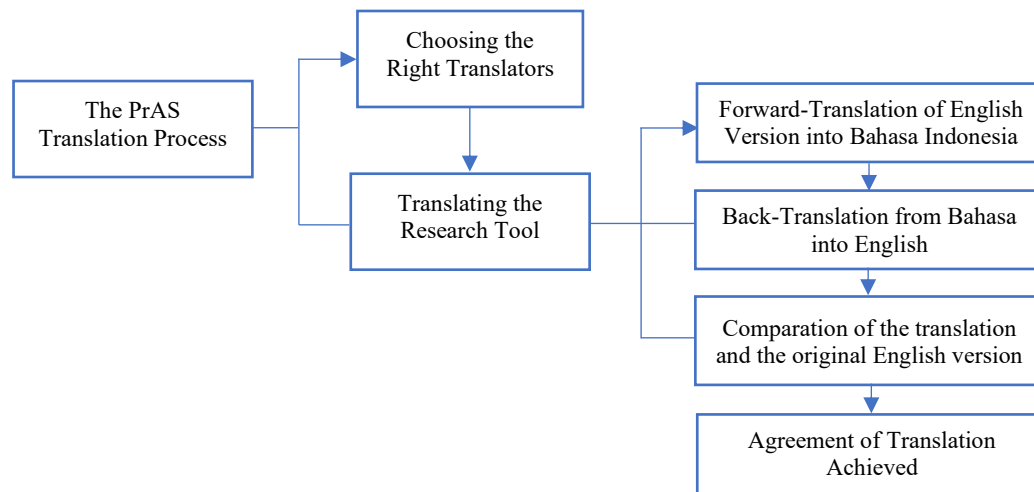 The PrAS
Translation Process
Choosing the
Right Translators
Translating the
Research Tool
Forward-Translation of English
Version into Bahasa Indonesia
Back-Translation from Bahasa
into English
Comparation of the translation
and the original English version
Agreement of Translation
Achieved